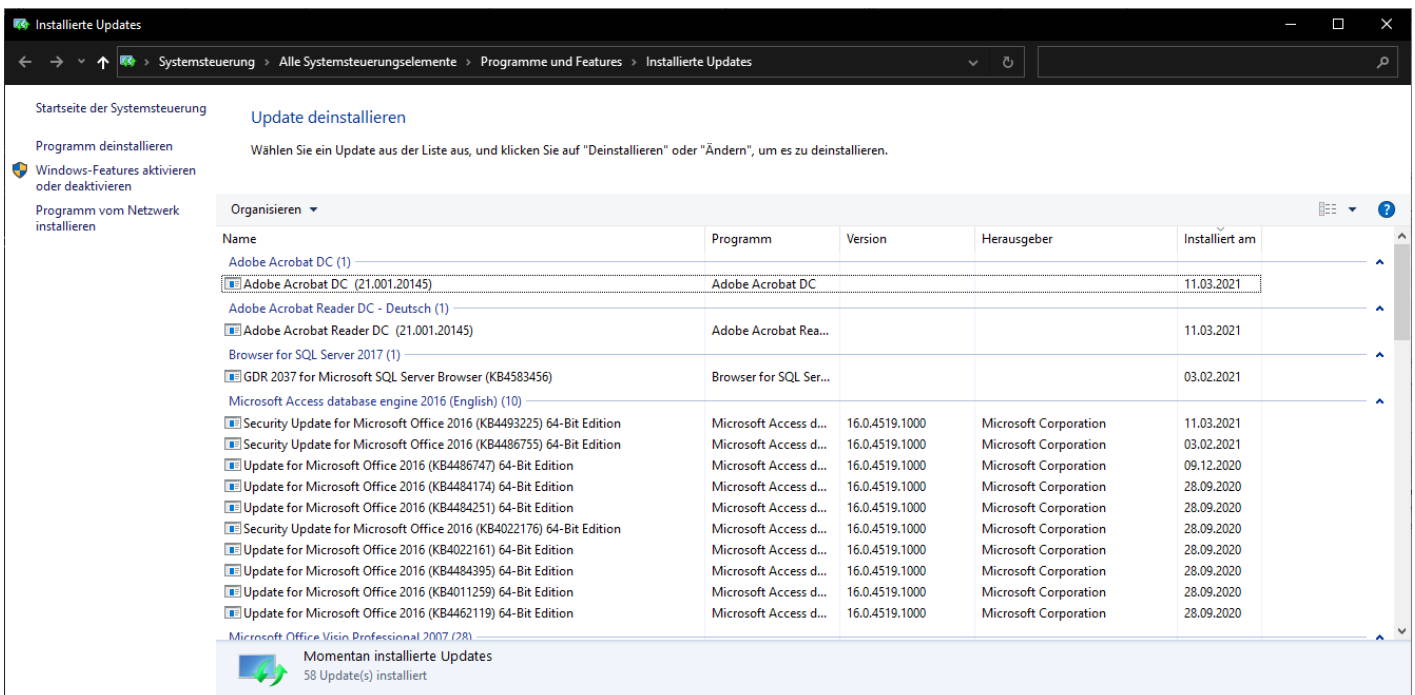 Installierte Updates
Systemsteuerung > Alle Systemsteuerungselemente > Programme und Features > Installierte Updates
Startseite der Systemsteuerung
Programm deinstallieren
Windows-Features aktivieren
oder deaktivieren
Programm vom Netzwerk
installieren
Update deinstallieren
Wählen Sie ein Update aus der Liste aus, und klicken Sie auf "Deinstallieren" oder "Ändern", um es zu deinstallieren.
Organisieren
Name Programm Version Herausgeber Installiert am
Adobe Acrobat DC (1)
Adobe Acrobat DC (21.001.20145) Adobe Acrobat DC 11.03.2021
Adobe Acrobat Reader DC - Deutsch (1)
Adobe Acrobat Reader DC (21.001.20145) Adobe Acrobat Rea... 11.03.2021
Browser for SQL Server 2017 (1)
GDR 2037 for Microsoft SQL Server Browser (KB4583456) Browser for SQL Ser... 03.02.2021
Microsoft Access database engine 2016 (English) (10)
Security Update for Microsoft Office 2016 (KB4493225) 64-Bit Edition Microsoft Access d... 16.0.4519.1000 Microsoft Corporation 11.03.2021
Security Update for Microsoft Office 2016 (KB4486755) 64-Bit Edition Microsoft Access d... 16.0.4519.1000 Microsoft Corporation 03.02.2021
Update for Microsoft Office 2016 (KB4486747) 64-Bit Edition Microsoft Access d... 16.0.4519.1000 Microsoft Corporation 09.12.2020
Update for Microsoft Office 2016 (KB4484174) 64-Bit Edition Microsoft Access d... 16.0.4519.1000 Microsoft Corporation 28.09.2020
Update for Microsoft Office 2016 (KB4484251) 64-Bit Edition Microsoft Access d... 16.0.4519.1000 Microsoft Corporation 28.09.2020
Security Update for Microsoft Office 2016 (KB4022176) 64-Bit Edition Microsoft Access d... 16.0.4519.1000 Microsoft Corporation 28.09.2020
Update for Microsoft Office 2016 (KB4022161) 64-Bit Edition Microsoft Access d... 16.0.4519.1000 Microsoft Corporation 28.09.2020
Update for Microsoft Office 2016 (KB4484395) 64-Bit Edition Microsoft Access d... 16.0.4519.1000 Microsoft Corporation 28.09.2020
Update for Microsoft Office 2016 (KB4011259) 64-Bit Edition Microsoft Access d... 16.0.4519.1000 Microsoft Corporation 28.09.2020
Update for Microsoft Office 2016 (KB4462119) 64-Bit Edition Microsoft Access d... 16.0.4519.1000 Microsoft Corporation 28.09.2020
Microsoft Office Visio Professional 2007 (28)
Momentan installierte Updates
58 Update(s) installiert